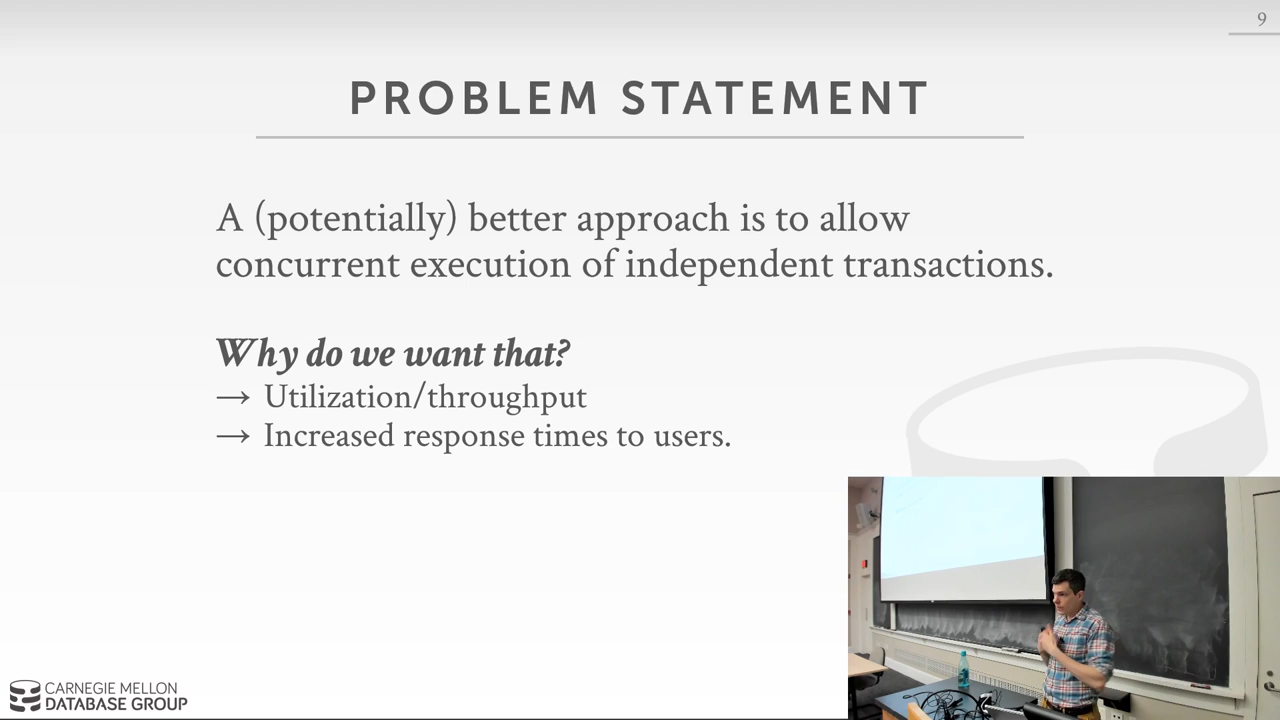 9
PROBLEM STATEMENT
A (potentially) better approach is to allow
concurrent execution of independent transactions.
Why do we want that?
→ Utilization/throughput
→ Increased response times to users.
CARNEGIE MELLON
DATABASE GROUP